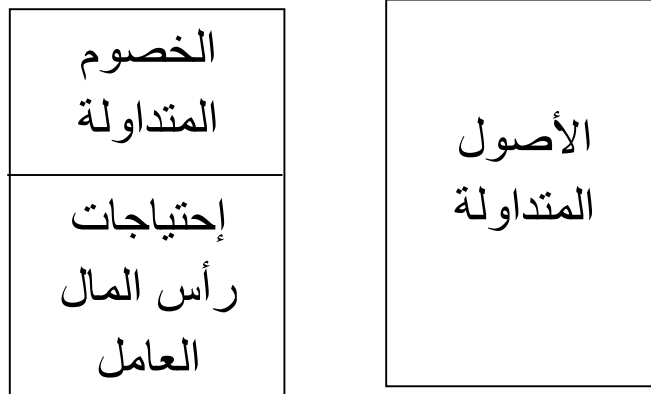 الأصول
المتداولة
الخصوم
المتداولة
إحتياجات
رأس المال
العامل